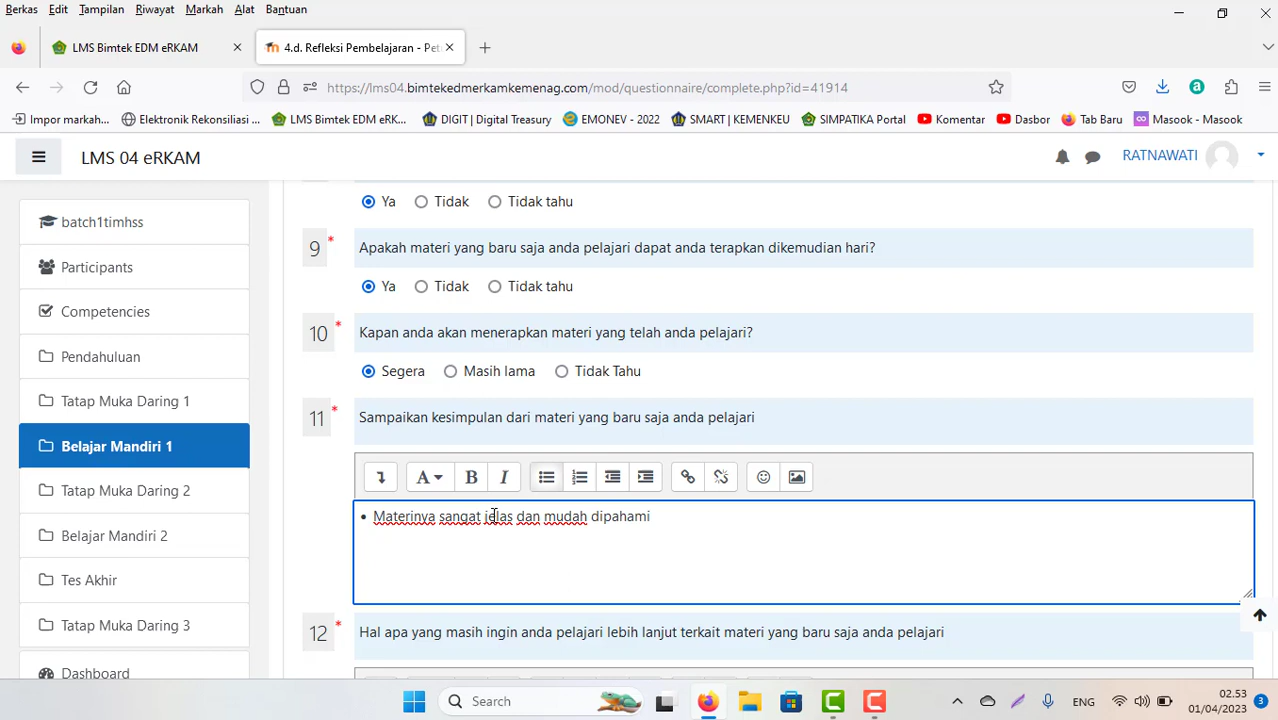 Berkas Edit Tampilan Riwayat Markah Alat Bantuan
LMS Bimtek EDM eRKAM
4.d. Refleksi Pembelajaran - Pet
https://lms04.bimtekedmerkamkemenag.com/mod/questionnaire/complete.php?id=41914
Impor markah... Elektronik Rekonsiliasi ... LMS Bimtek EDM eRK... DIGIT | Digital Treasury EMONEV - 2022 SMART | KEMENKEU SIMPATIKA Portal Komentar Dasbor Tab Baru Masook - Masook
LMS 04 eRKAM
RATNAWATI
batch1timhss
Participants
Competencies
Pendahuluan
Tatap Muka Daring 1
Belajar Mandiri 1
Tatap Muka Daring 2
Belajar Mandiri 2
Tes Akhir
Tatap Muka Daring 3
Dashboard
Ya Tidak Tidak tahu
9 * Apakah materi yang baru saja anda pelajari dapat anda terapkan dikemudian hari?
Ya Tidak Tidak tahu
10 * Kapan anda akan menerapkan materi yang telah anda pelajari?
Segera Masih lama Tidak Tahu
11 * Sampaikan kesimpulan dari materi yang baru saja anda pelajari
A B I
• Materinya sangat jelas dan mudah dipahami
12 * Hal apa yang masih ingin anda pelajari lebih lanjut terkait materi yang baru saja anda pelajari
Search
ENG
02.53
01/04/2023
3